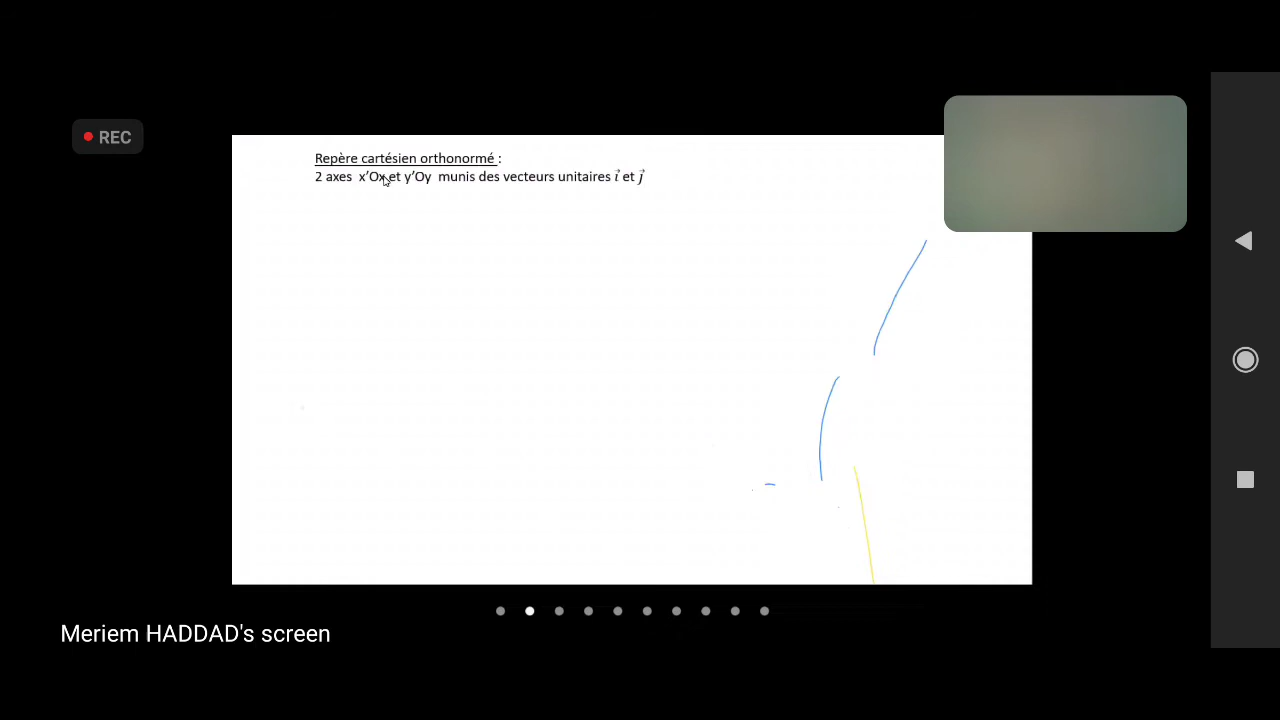 REC
Repère cartésien orthonormé :
2 axes x’Ox et y’Oy munis des vecteurs unitaires i⃗ et j⃗
Meriem HADDAD's screen